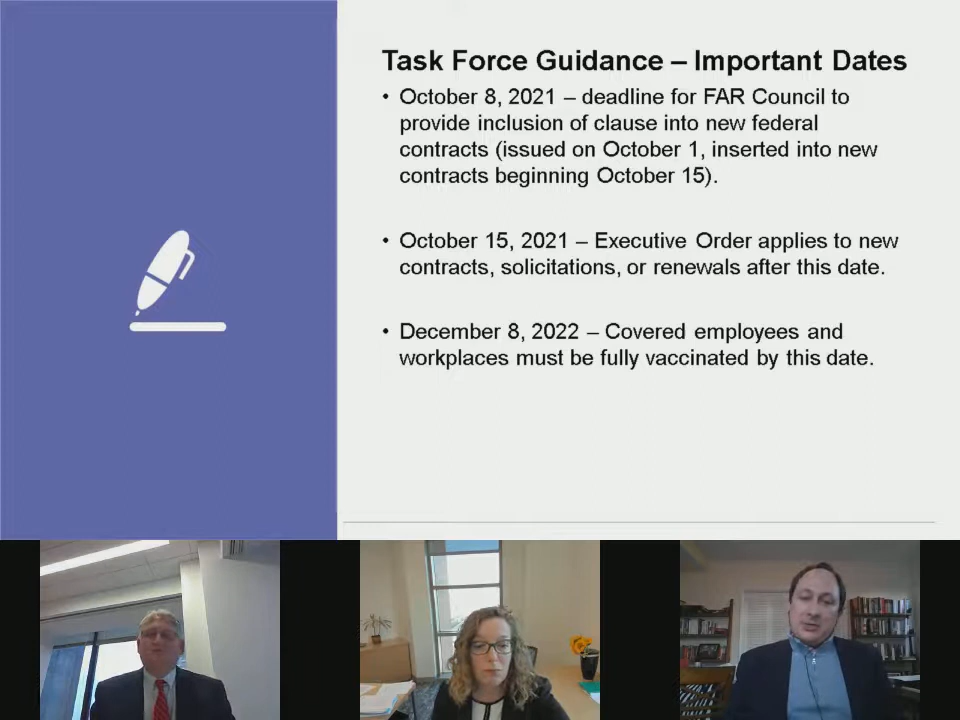 Task Force Guidance – Important Dates
• October 8, 2021 – deadline for FAR Council to
provide inclusion of clause into new federal
contracts (issued on October 1, inserted into new
contracts beginning October 15).
• October 15, 2021 – Executive Order applies to new
contracts, solicitations, or renewals after this date.
• December 8, 2022 – Covered employees and
workplaces must be fully vaccinated by this date.